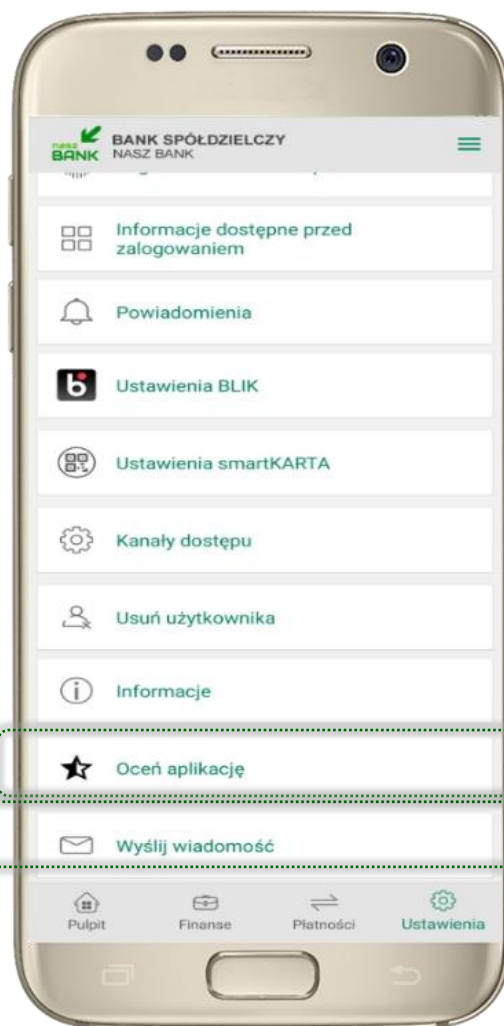 nasz
BANK
BANK SPÓŁDZIELCZY
NASZ BANK
Informacje dostępne przed
zalogowaniem
Powiadomienia
Ustawienia BLIK
Ustawienia smartKARTA
Kanały dostępu
Usuń użytkownika
Informacje
Oceń aplikację
Wyślij wiadomość
Pulpit
Finanse
Płatności
Ustawienia